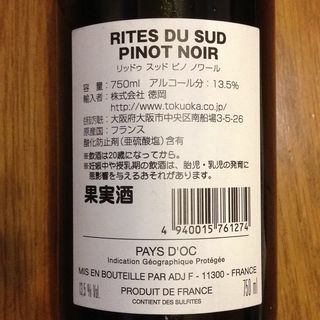 RITES DU SUD
PINOT NOIR
リッドゥ スッド ピノ ノワール
容 量：750ml アルコール分：13.5%
輸入者：株式会社 徳岡
http://www.tokuoka.co.jp/
大阪府大阪市中央区南船場3-5-26
原産国：フランス
酸化防止剤（亜硫酸塩）含有
※飲酒は20歳になってから。
※妊娠中や授乳期の飲酒は、胎児・乳児の発育に
悪影響を与えるおそれがあります。
果実酒
4 940015 761274
PAYS D'OC
Indication Géographique Protégée
MIS EN BOUTEILLE PAR ADJ F - 11300 - FRANCE
13.5 % Vol.
PRODUIT DE FRANCE
750 ml
CONTIENT DES SULFITES